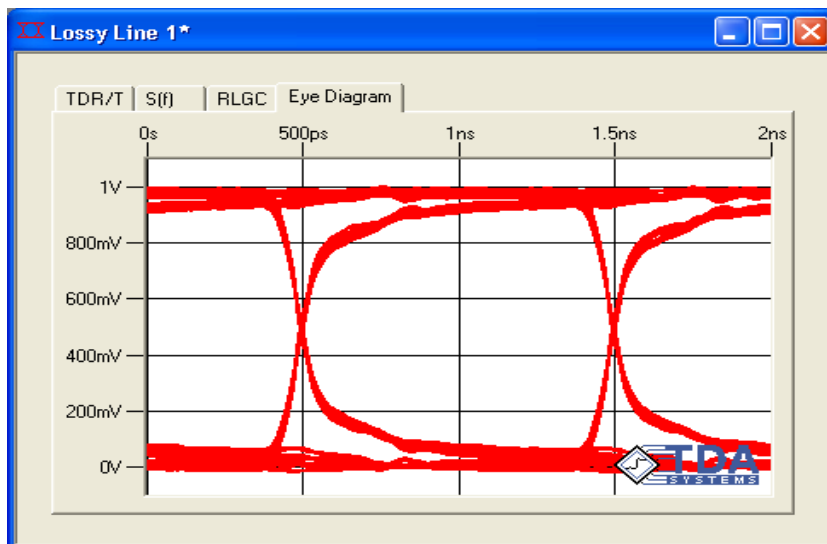 Lossy Line 1*
TDR/T S(f) RLGC Eye Diagram
0s 500ps 1ns 1.5ns 2ns
1V
800mV
600mV
400mV
200mV
0V
TDA
SYSTEMS